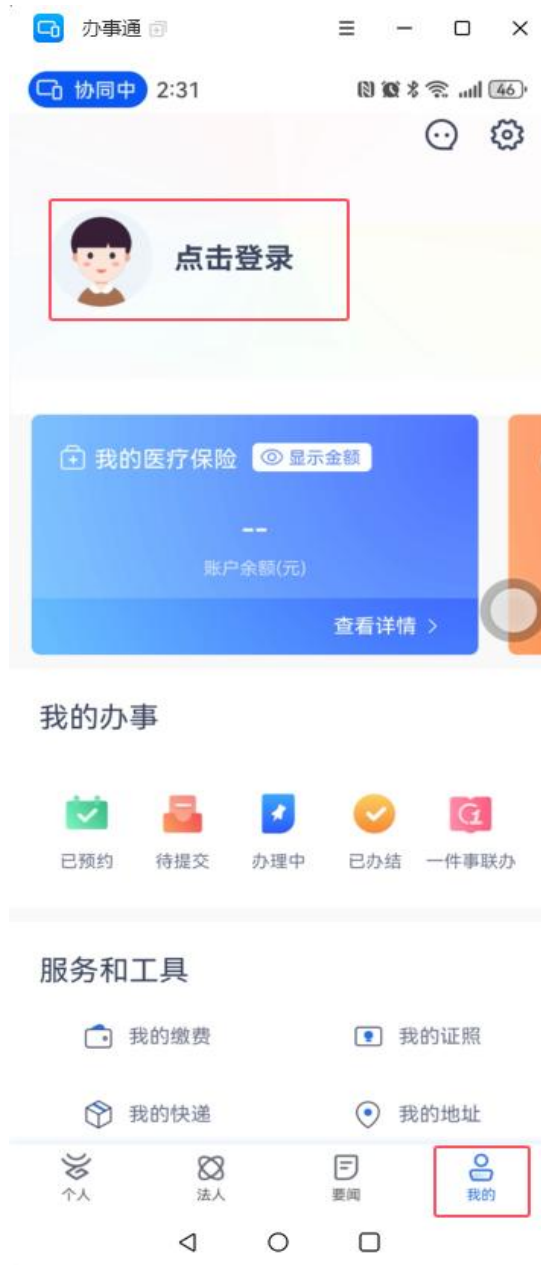 办事通
协同中 2:31 46
点击登录
我的医疗保险 显示金额
--
账户余额(元)
查看详情 >
我的办事
已预约 待提交 办理中 已办结 一件事联办
服务和工具
我的缴费 我的证照
我的快递 我的地址
个人 法人 要闻 我的